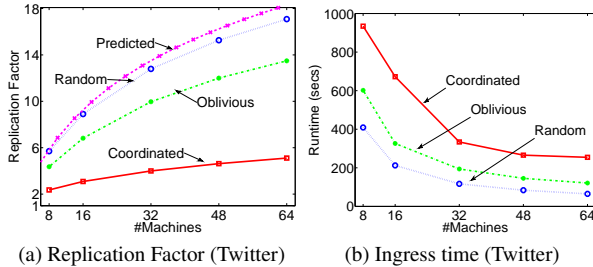 18
14
10
6
2
1
Replication Factor
Predicted
Random
Oblivious
Coordinated
8 16 32 48 64
#Machines
(a) Replication Factor (Twitter)
1000
800
600
400
200
0
Runtime (secs)
Coordinated
Oblivious
Random
8 16 32 48 64
#Machines
(b) Ingress time (Twitter)